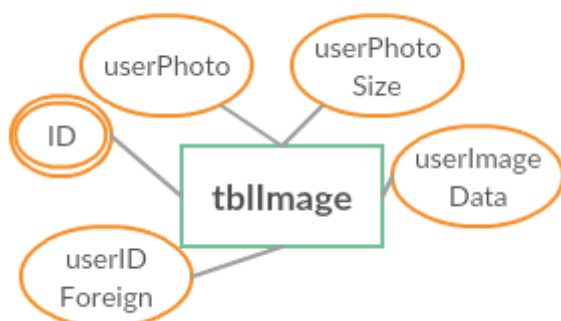 userPhoto
userPhoto
Size
ID
userImage
Data
tblImage
userID
Foreign